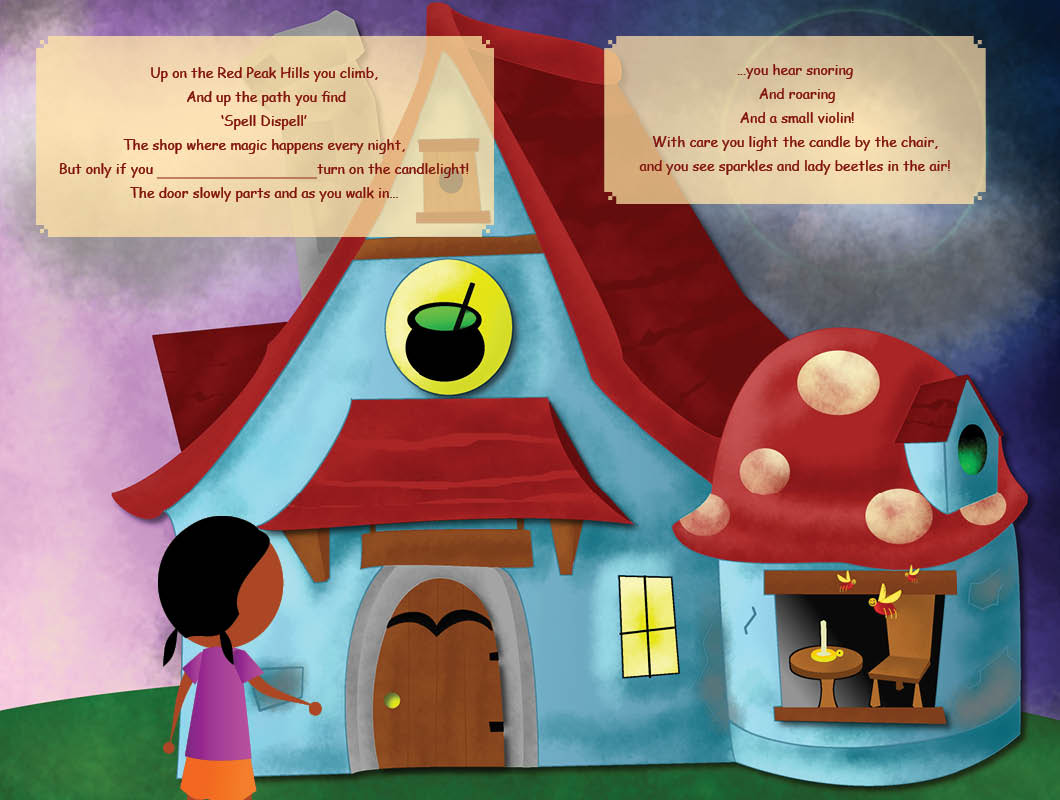 Up on the Red Peak Hills you climb,
And up the path you find
‘Spell Dispell’
The shop where magic happens every night,
But only if you ____________________turn on the candlelight!
The door slowly parts and as you walk in...
...you hear snoring
And roaring
And a small violin!
With care you light the candle by the chair,
and you see sparkles and lady beetles in the air!